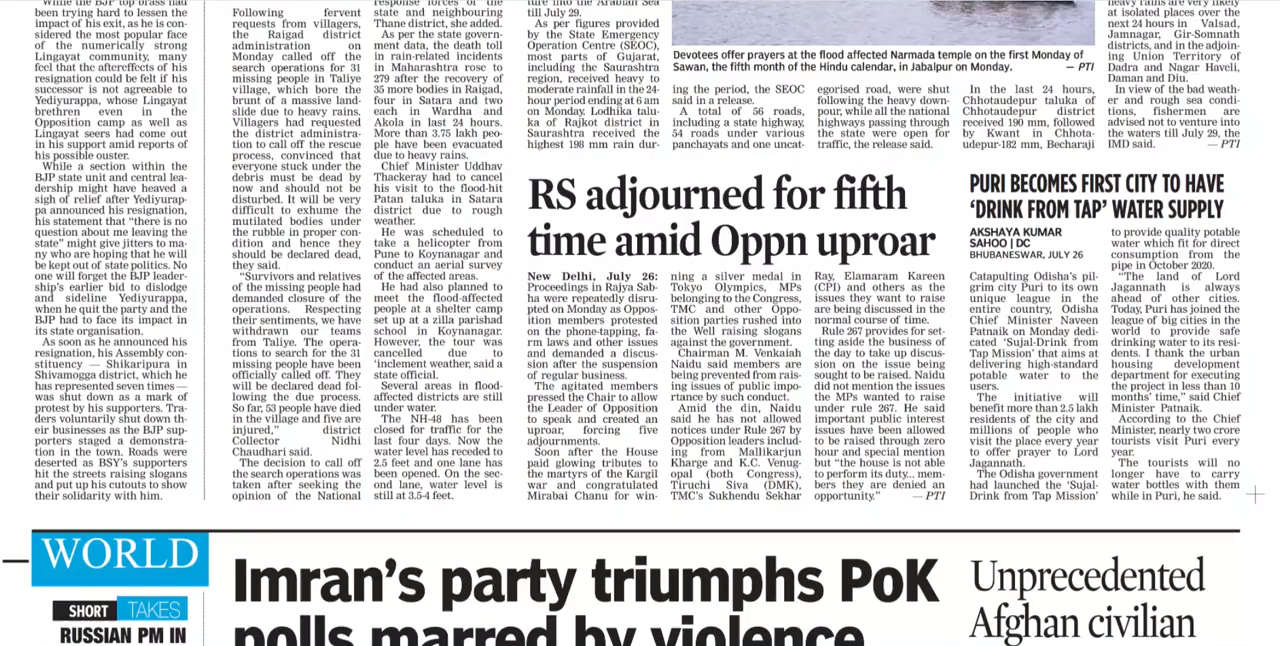 While the BJP top brass had
been trying hard to lessen the
impact of his exit, as he is con-
sidered the most popular face
of the numerically strong
Lingayat community, many
feel that the aftereffects of his
resignation could be felt if his
successor is not agreeable to
Yediyurappa, whose Lingayat
brethren even in the
Opposition camp as well as
Lingayat seers had come out
in his support amid reports of
his possible ouster.
While a section within the
BJP state unit and central lea-
dership might have heaved a
sigh of relief after Yediyurap-
pa announced his resignation,
his statement that “there is no
question about me leaving the
state” might give jitters to ma-
ny who are hoping that he will
be kept out of state politics. No
one will forget the BJP leader-
ship’s earlier bid to dislodge
and sideline Yediyurappa,
when he quit the party and the
BJP had to face its impact in
its state organisation.
As soon as he announced his
resignation, his Assembly con-
stituency — Shikaripura in
Shivamogga district, which he
has represented seven times —
was shut down as a mark of
protest by his supporters. Tra-
ders voluntarily shut down th-
eir businesses as the BJP sup-
porters staged a demonstra-
tion in the town. Roads were
deserted as BSY’s supporters
hit the streets raising slogans
and put up his cutouts to show
their solidarity with him.
Following fervent
requests from villagers,
the Raigad district
administration on
Monday called off the
search operations for 31
missing people in Taliye
village, which bore the
brunt of a massive land-
slide due to heavy rains.
Villagers had requested
the district administra-
tion to call off the rescue
process, convinced that
everyone stuck under the
debris must be dead by
now and should not be
disturbed. It will be very
difficult to exhume the
mutilated bodies under
the rubble in proper con-
dition and hence they
should be declared dead,
they said.
“Survivors and relatives
of the missing people had
demanded closure of the
operations. Respecting
their sentiments, we have
withdrawn our teams
from Taliye. The opera-
tions to search for the 31
missing people have been
officially called off. They
will be declared dead fol-
lowing the due process.
So far, 53 people have died
in the village and five are
injured,” district
Collector Nidhi
Chaudhari said.
The decision to call off
the search operations was
taken after seeking the
opinion of the National
response forces of the
state and neighbouring
Thane district, she added.
As per the state govern-
ment data, the death toll
in rain-related incidents
in Maharashtra rose to
279 after the recovery of
35 more bodies in Raigad,
four in Satara and two
each in Wardha and
Akola in last 24 hours.
More than 3.75 lakh peo-
ple have been evacuated
due to heavy rains.
Chief Minister Uddhav
Thackeray had to cancel
his visit to the flood-hit
Patan taluka in Satara
district due to rough
weather.
He was scheduled to
take a helicopter from
Pune to Koynanagar and
conduct an aerial survey
of the affected areas.
He had also planned to
meet the flood-affected
people at a shelter camp
set up at a zilla parishad
school in Koynanagar.
However, the tour was
cancelled due to
‘inclement weather, said a
state official.
Several areas in flood-
affected districts are still
under water.
The NH-48 has been
closed for traffic for the
last four days. Now the
water level has receded to
2.5 feet and one lane has
been opened. On the sec-
ond lane, water level is
still at 3.5-4 feet.
ture into the Arabian Sea
till July 29.
As per figures provided
by the State Emergency
Operation Centre (SEOC),
most parts of Gujarat,
including the Saurashtra
region, received heavy to
moderate rainfall in the 24-
hour period ending at 6 am
on Monday. Lodhika talu-
ka of Rajkot district in
Saurashtra received the
highest 198 mm rain dur-
Devotees offer prayers at the flood affected Narmada temple on the first Monday of
Sawan, the fifth month of the Hindu calendar, in Jabalpur on Monday. — PTI
ing the period, the SEOC
said in a release.
A total of 56 roads,
including a state highway,
54 roads under various
panchayats and one uncat-
egorised road, were shut
following the heavy down-
pour, while all the national
highways passing through
the state were open for
traffic, the release said.
In the last 24 hours,
Chhotaudepur taluka of
Chhotaudepur district
received 190 mm, followed
by Kwant in Chhota-
udepur-182 mm, Becharaji
heavy rains are very likely
at isolated places over the
next 24 hours in Valsad,
Jamnagar, Gir-Somnath
districts, and in the adjoin-
ing Union Territory of
Dadra and Nagar Haveli,
Daman and Diu.
In view of the bad weath-
er and rough sea condi-
tions, fishermen are
advised not to venture into
the waters till July 29, the
IMD said. — PTI
RS adjourned for fifth
time amid Oppn uproar
New Delhi, July 26:
Proceedings in Rajya Sab-
ha were repeatedly disru-
pted on Monday as Oppos-
ition members protested
on the phone-tapping, fa-
rm laws and other issues
and demanded a discus-
sion after the suspension
of regular business.
The agitated members
pressed the Chair to allow
the Leader of Opposition
to speak and created an
uproar, forcing five
adjournments.
Soon after the House
paid glowing tributes to
the martyrs of the Kargil
war and congratulated
Mirabai Chanu for win-
ning a silver medal in
Tokyo Olympics, MPs
belonging to the Congress,
TMC and other Oppo-
sition parties rushed into
the Well raising slogans
against the government.
Chairman M. Venkaiah
Naidu said members are
being prevented from rais-
ing issues of public impo-
rtance by such conduct.
Amid the din, Naidu
said he has not allowed
notices under Rule 267 by
Opposition leaders includ-
ing from Mallikarjun
Kharge and K.C. Venug-
opal (both Congress),
Tiruchi Siva (DMK),
TMC’s Sukhendu Sekhar
Ray, Elamaram Kareen
(CPI) and others as the
issues they want to raise
are being discussed in the
normal course of time.
Rule 267 provides for set-
ting aside the business of
the day to take up discus-
sion on the issue being
sought to be raised. Naidu
did not mention the issues
the MPs wanted to raise
under rule 267. He said
important public interest
issues have been allowed
to be raised through zero
hour and special mention
but “the house is not able
to perform its duty... mem-
bers they are denied an
opportunity.” — PTI
PURI BECOMES FIRST CITY TO HAVE
‘DRINK FROM TAP’ WATER SUPPLY
AKSHAYA KUMAR
SAHOO | DC
BHUBANESWAR, JULY 26
Catapulting Odisha’s pil-
grim city Puri to its own
unique league in the
entire country, Odisha
Chief Minister Naveen
Patnaik on Monday dedi-
cated ‘Sujal-Drink from
Tap Mission’ that aims at
delivering high-standard
potable water to the
users.
The initiative will
benefit more than 2.5 lakh
residents of the city and
millions of people who
visit the place every year
to offer prayer to Lord
Jagannath.
The Odisha government
had launched the ‘Sujal-
Drink from Tap Mission’
to provide quality potable
water which fit for direct
consumption from the
pipe in October 2020.
“The land of Lord
Jagannath is always
ahead of other cities.
Today, Puri has joined the
league of big cities in the
world to provide safe
drinking water to its resi-
dents. I thank the urban
housing development
department for executing
the project in less than 10
months’ time,” said Chief
Minister Patnaik.
According to the Chief
Minister, nearly two crore
tourists visit Puri every
year.
The tourists will no
longer have to carry
water bottles with them
while in Puri, he said.
WORLD
SHORT TAKES
RUSSIAN PM IN
Imran’s party triumphs PoK
polls marred by violence
Unprecedented
Afghan civilian